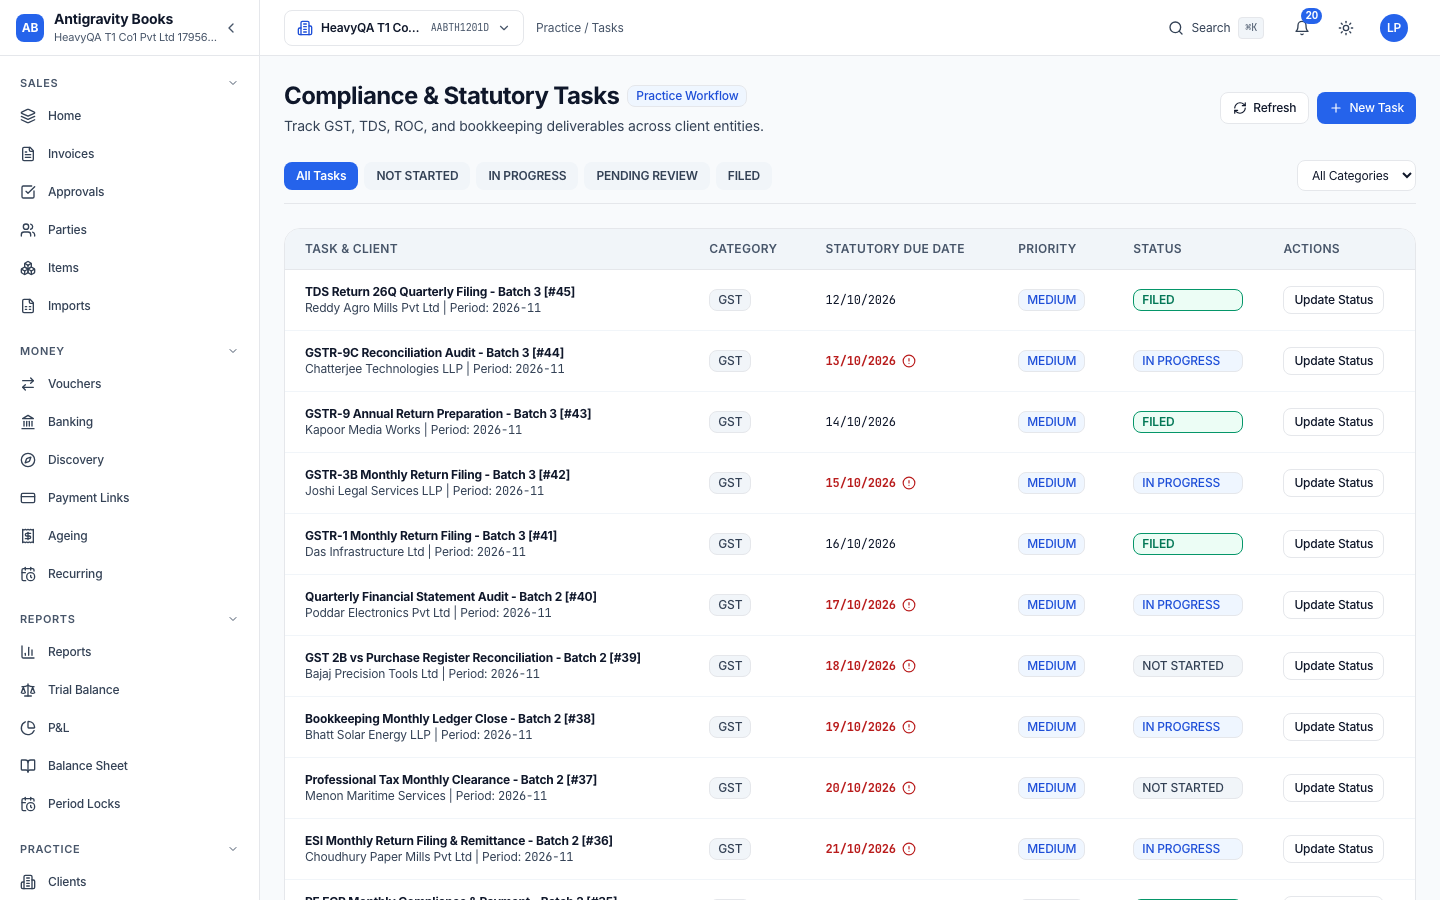 AB
Antigravity Books
HeavyQA T1 Co1 Pvt Ltd 17956...
HeavyQA T1 Co... AABTH1201D
Practice / Tasks
Search ⌘K
20
LP
SALES
Home
Invoices
Approvals
Parties
Items
Imports
MONEY
Vouchers
Banking
Discovery
Payment Links
Ageing
Recurring
REPORTS
Reports
Trial Balance
P&L
Balance Sheet
Period Locks
PRACTICE
Clients
Compliance & Statutory Tasks Practice Workflow
Track GST, TDS, ROC, and bookkeeping deliverables across client entities.
Refresh
New Task
All Tasks NOT STARTED IN PROGRESS PENDING REVIEW FILED
All Categories
TASK & CLIENT CATEGORY STATUTORY DUE DATE PRIORITY STATUS ACTIONS
TDS Return 26Q Quarterly Filing - Batch 3 [#45]
Reddy Agro Mills Pvt Ltd | Period: 2026-11
GST 12/10/2026 MEDIUM FILED Update Status
GSTR-9C Reconciliation Audit - Batch 3 [#44]
Chatterjee Technologies LLP | Period: 2026-11
GST 13/10/2026 MEDIUM IN PROGRESS Update Status
GSTR-9 Annual Return Preparation - Batch 3 [#43]
Kapoor Media Works | Period: 2026-11
GST 14/10/2026 MEDIUM FILED Update Status
GSTR-3B Monthly Return Filing - Batch 3 [#42]
Joshi Legal Services LLP | Period: 2026-11
GST 15/10/2026 MEDIUM IN PROGRESS Update Status
GSTR-1 Monthly Return Filing - Batch 3 [#41]
Das Infrastructure Ltd | Period: 2026-11
GST 16/10/2026 MEDIUM FILED Update Status
Quarterly Financial Statement Audit - Batch 2 [#40]
Poddar Electronics Pvt Ltd | Period: 2026-11
GST 17/10/2026 MEDIUM IN PROGRESS Update Status
GST 2B vs Purchase Register Reconciliation - Batch 2 [#39]
Bajaj Precision Tools Ltd | Period: 2026-11
GST 18/10/2026 MEDIUM NOT STARTED Update Status
Bookkeeping Monthly Ledger Close - Batch 2 [#38]
Bhatt Solar Energy LLP | Period: 2026-11
GST 19/10/2026 MEDIUM IN PROGRESS Update Status
Professional Tax Monthly Clearance - Batch 2 [#37]
Menon Maritime Services | Period: 2026-11
GST 20/10/2026 MEDIUM NOT STARTED Update Status
ESI Monthly Return Filing & Remittance - Batch 2 [#36]
Choudhury Paper Mills Pvt Ltd | Period: 2026-11
GST 21/10/2026 MEDIUM IN PROGRESS Update Status